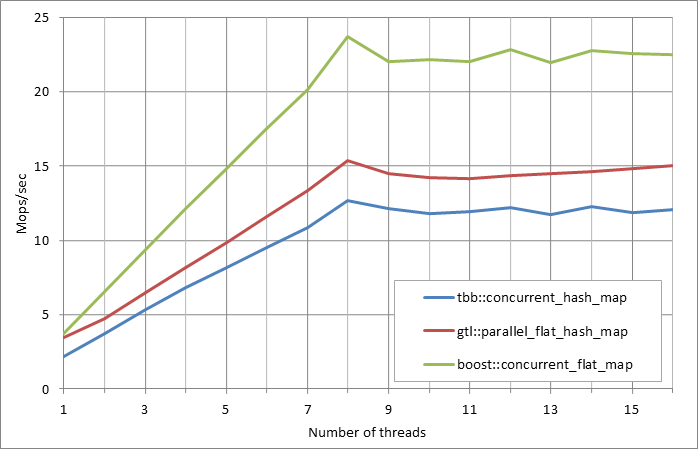 25
20
15
10
5
0
Mops/sec
tbb::concurrent_hash_map
gtl::parallel_flat_hash_map
boost::concurrent_flat_map
1 3 5 7 9 11 13 15
Number of threads